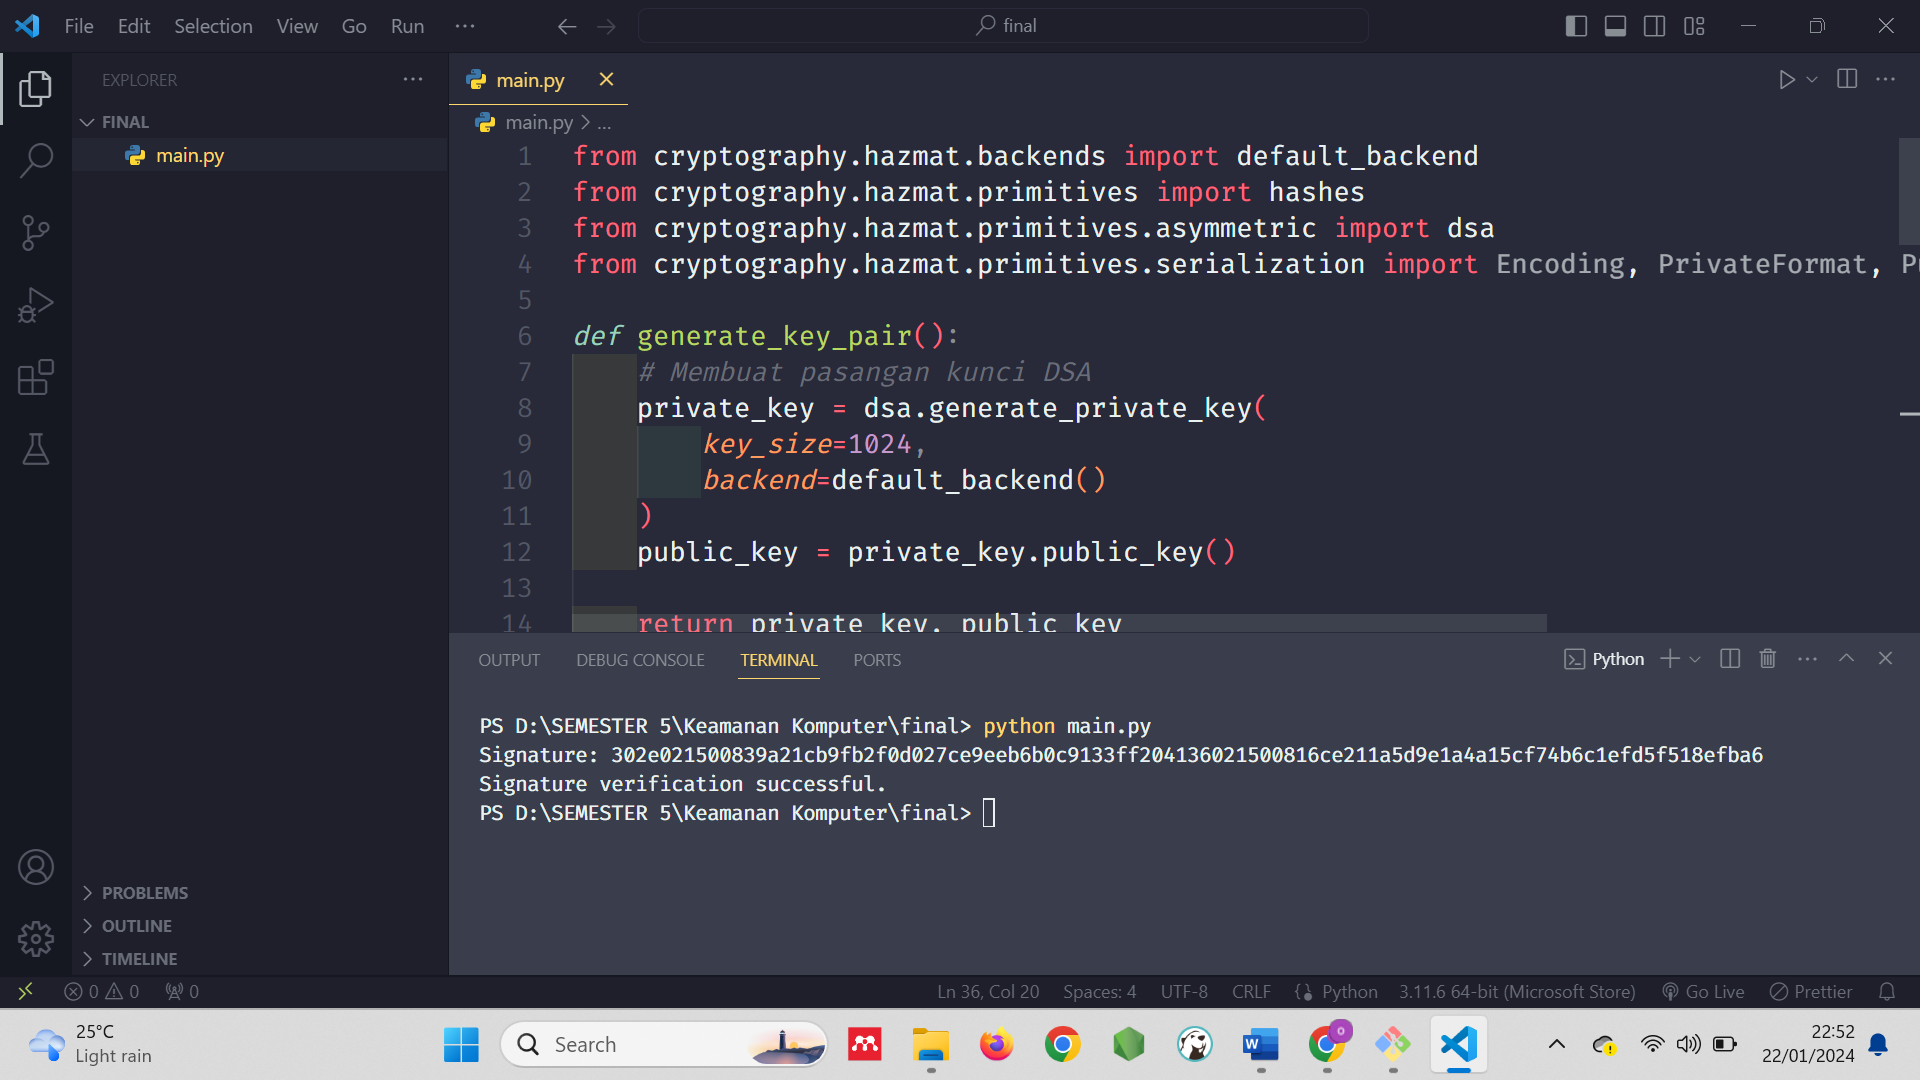 File Edit Selection View Go Run ···
final
EXPLORER
FINAL
main.py
main.py
main.py > ...
1 from cryptography.hazmat.backends import default_backend
2 from cryptography.hazmat.primitives import hashes
3 from cryptography.hazmat.primitives.asymmetric import dsa
4 from cryptography.hazmat.primitives.serialization import Encoding, PrivateFormat,
5
6 def generate_key_pair():
7 # Membuat pasangan kunci DSA
8 private_key = dsa.generate_private_key(
9 key_size=1024,
10 backend=default_backend()
11 )
12 public_key = private_key.public_key()
13
14 return private_key, public_key
OUTPUT DEBUG CONSOLE TERMINAL PORTS
Python
PS D:\SEMESTER 5\Keamanan Komputer\final> python main.py
Signature: 302e021500839a21cb9fb2f0d027ce9eeb6b0c9133ff204136021500816ce211a5d9e1a4a15cf74b6c1efd5f518efba6
Signature verification successful.
PS D:\SEMESTER 5\Keamanan Komputer\final>
PROBLEMS
OUTLINE
TIMELINE
0 0 0
Ln 36, Col 20 Spaces: 4 UTF-8 CRLF Python 3.11.6 64-bit (Microsoft Store) Go Live Prettier
25°C
Light rain
Search
22:52
22/01/2024